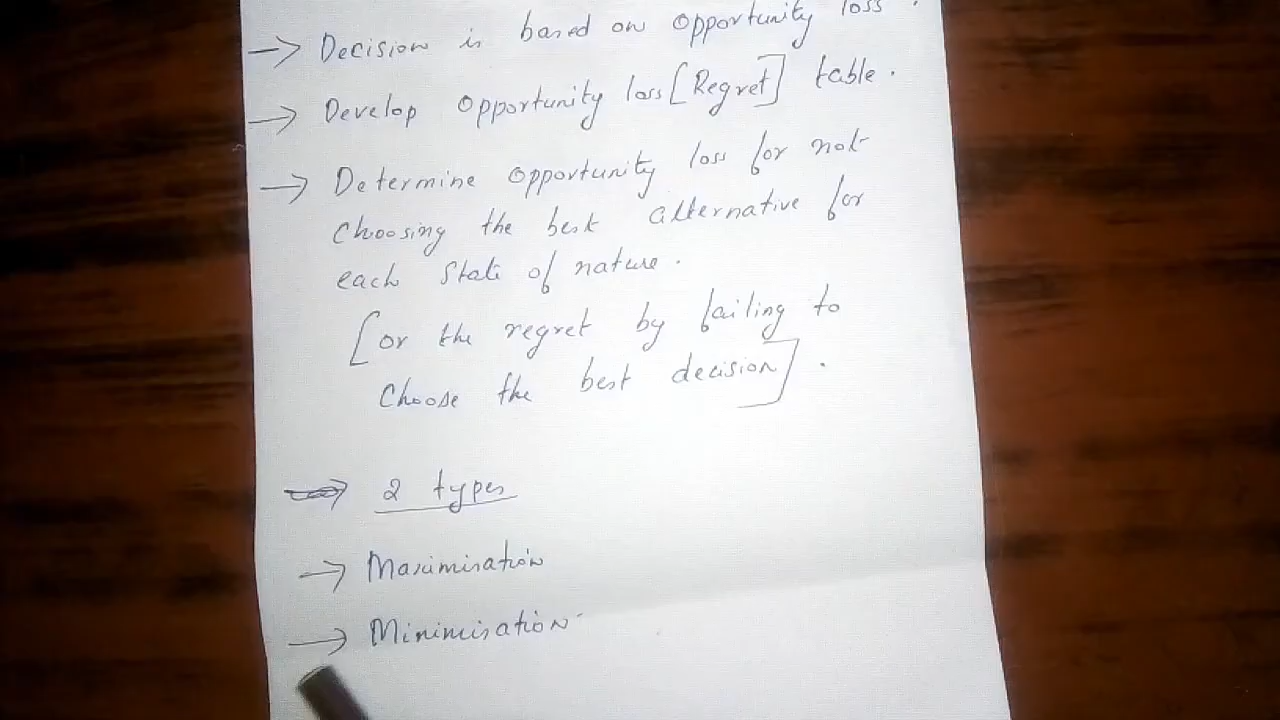 → Decision is based on opportunity loss.
→ Develop opportunity loss [Regret] table.
→ Determine opportunity loss for not
choosing the best alternative for
each state of nature.
[or the regret by failing to
choose the best decision].
→ 2 types
→ Maximisation
→ Minimisation